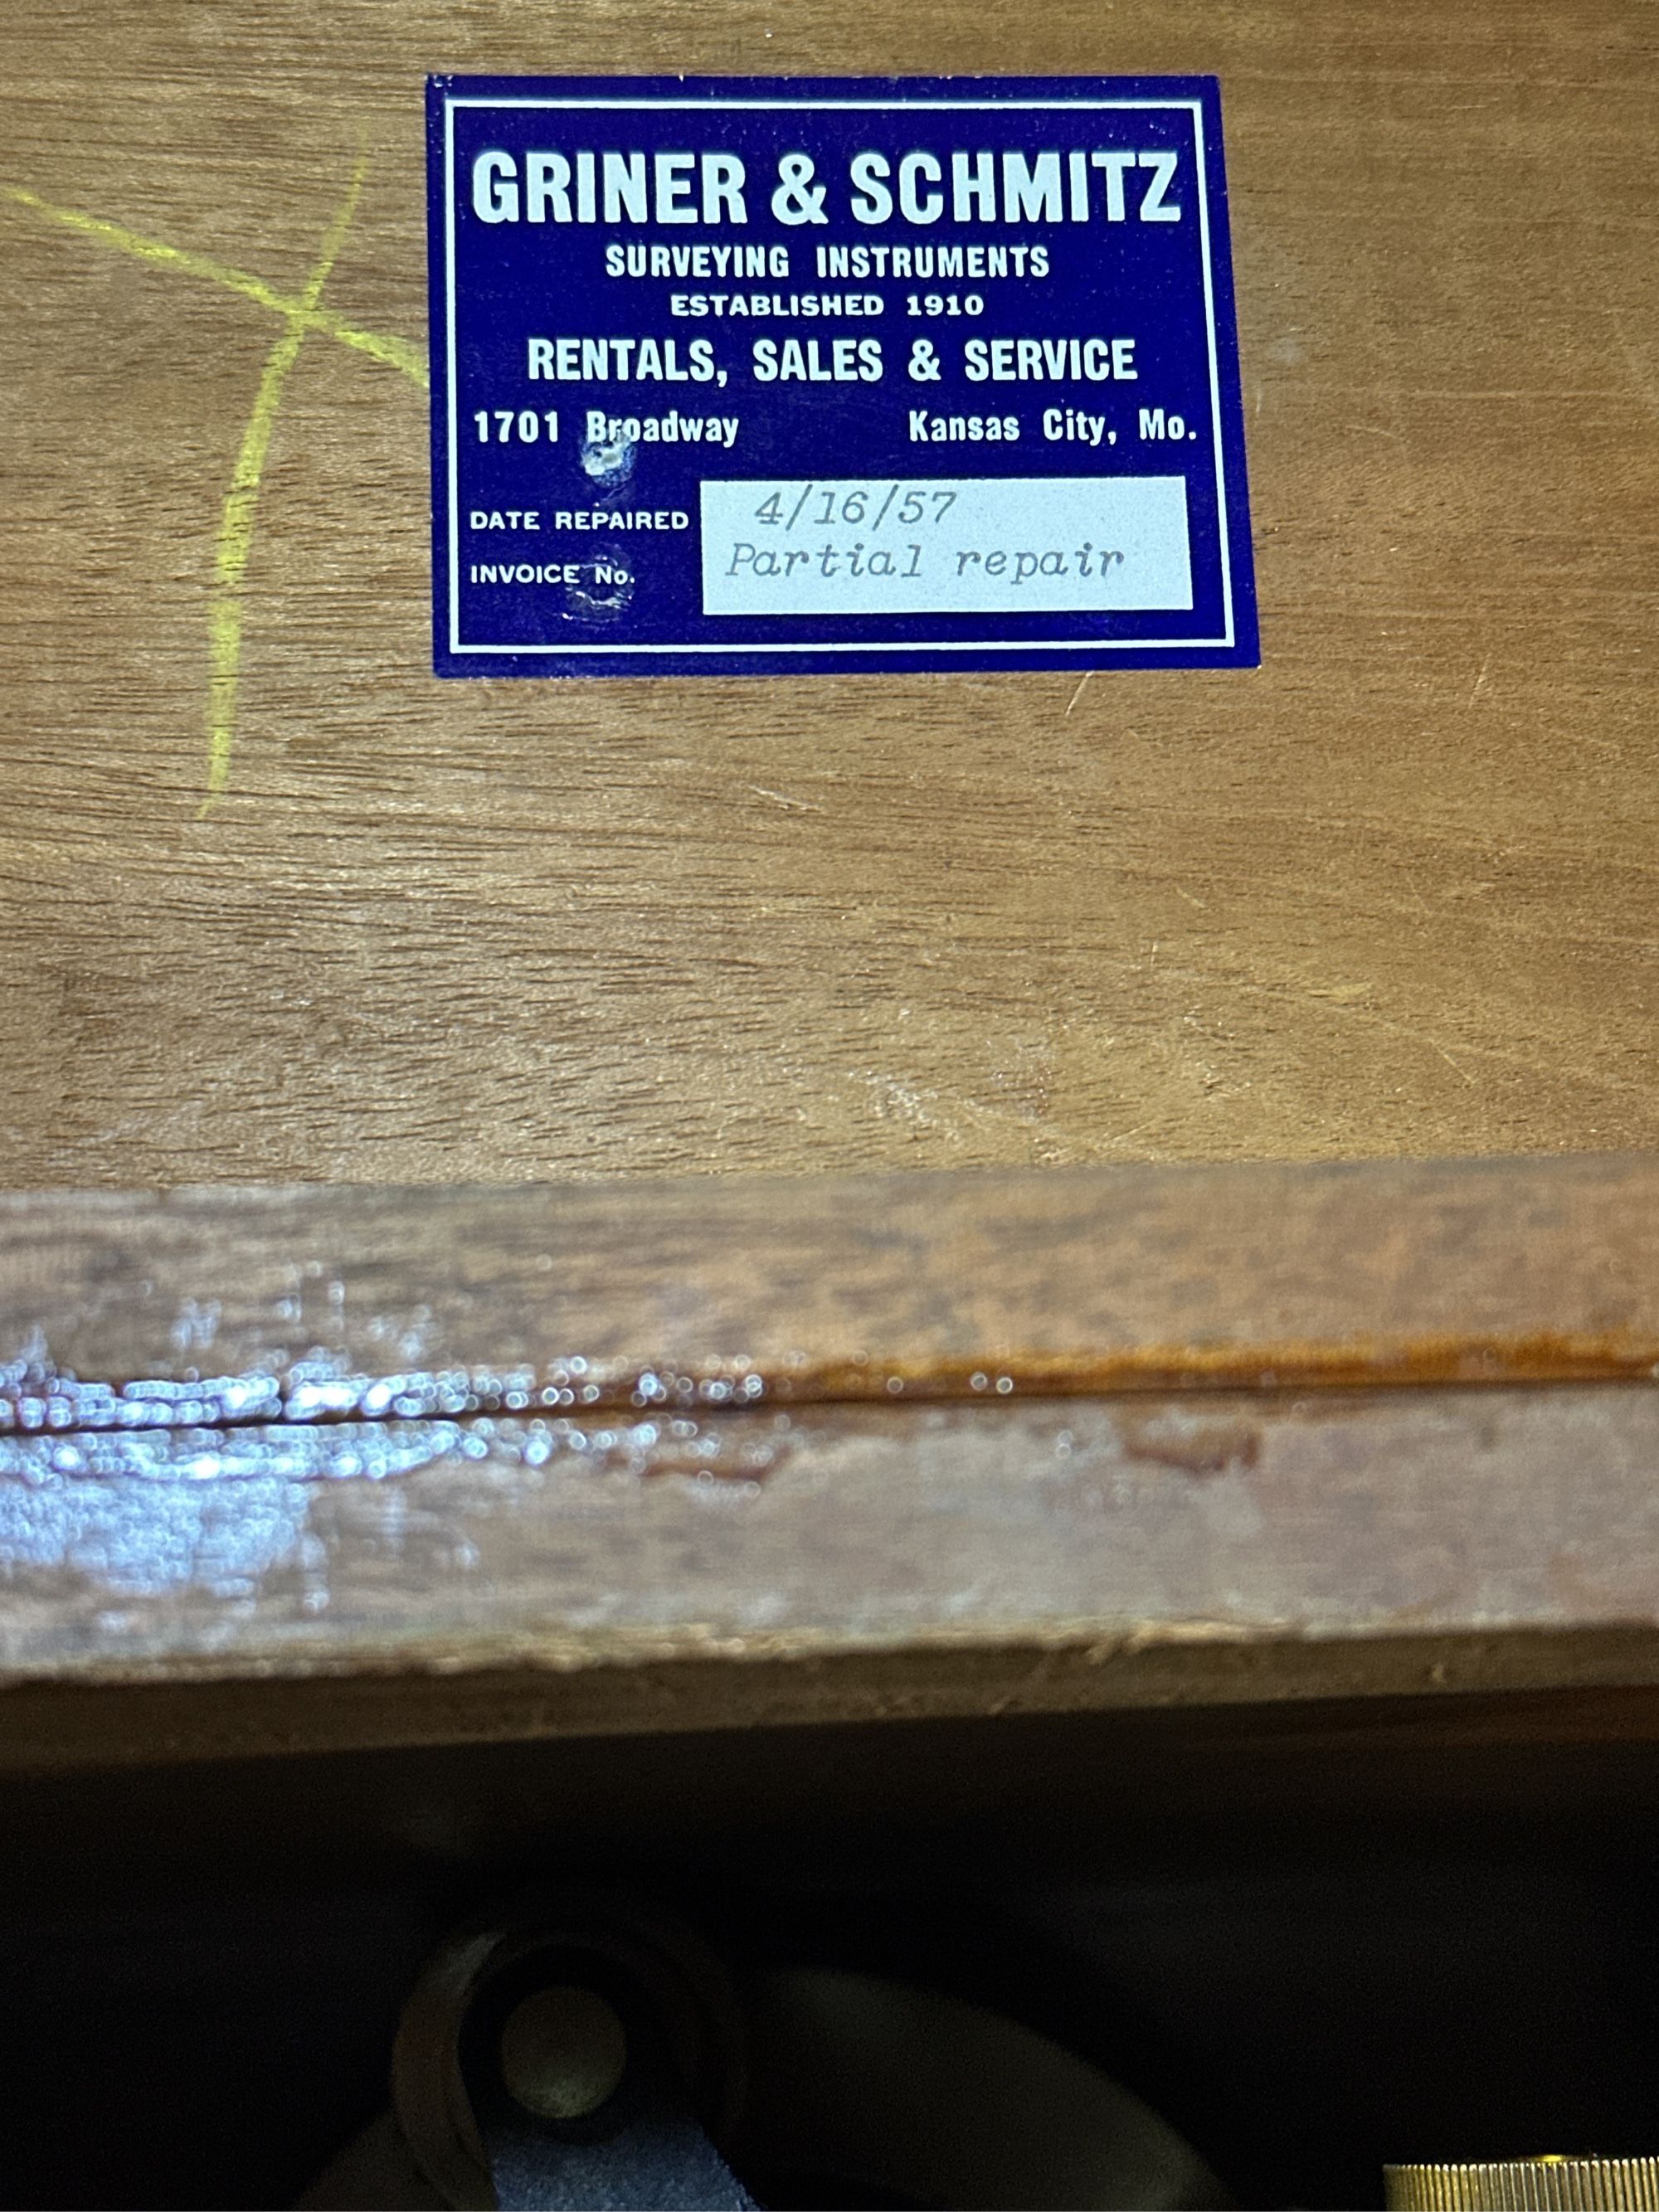 GRINER & SCHMITZ
SURVEYING INSTRUMENTS
ESTABLISHED 1910
RENTALS, SALES & SERVICE
1701 Broadway Kansas City, Mo.
DATE REPAIRED 4/16/57
INVOICE No. Partial repair